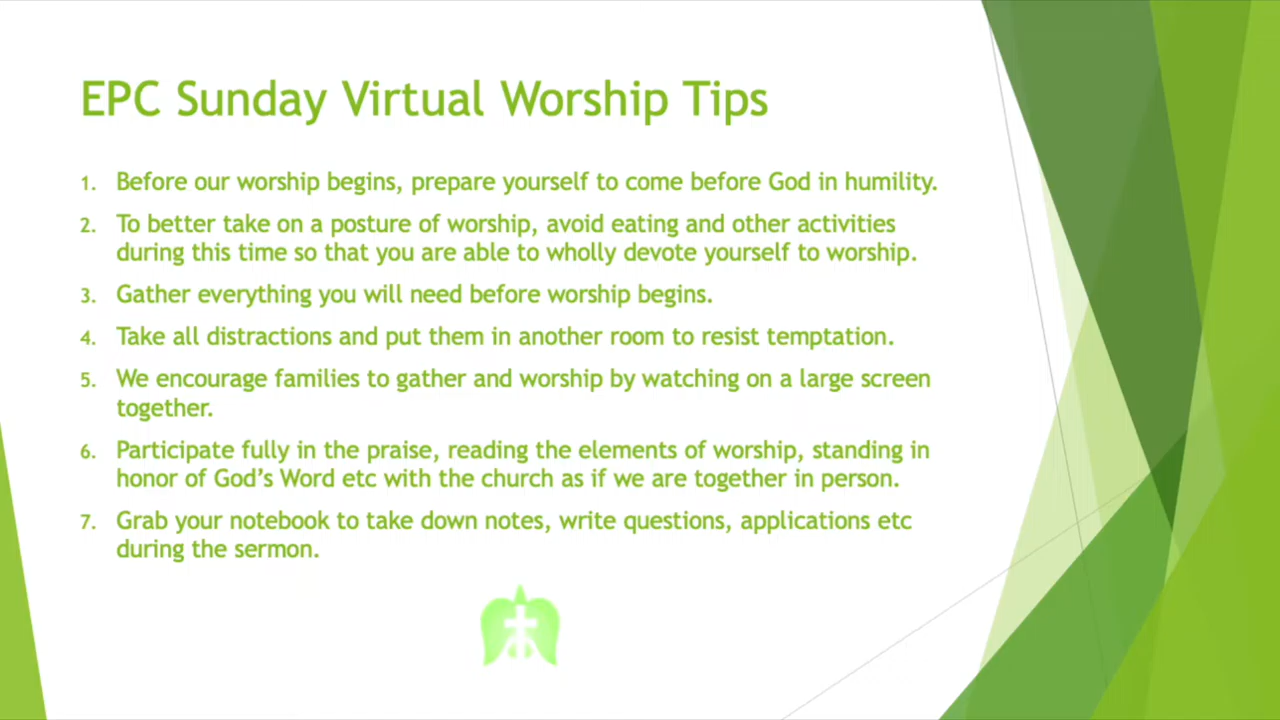 EPC Sunday Virtual Worship Tips
1. Before our worship begins, prepare yourself to come before God in humility.
2. To better take on a posture of worship, avoid eating and other activities
during this time so that you are able to wholly devote yourself to worship.
3. Gather everything you will need before worship begins.
4. Take all distractions and put them in another room to resist temptation.
5. We encourage families to gather and worship by watching on a large screen
together.
6. Participate fully in the praise, reading the elements of worship, standing in
honor of God’s Word etc with the church as if we are together in person.
7. Grab your notebook to take down notes, write questions, applications etc
during the sermon.